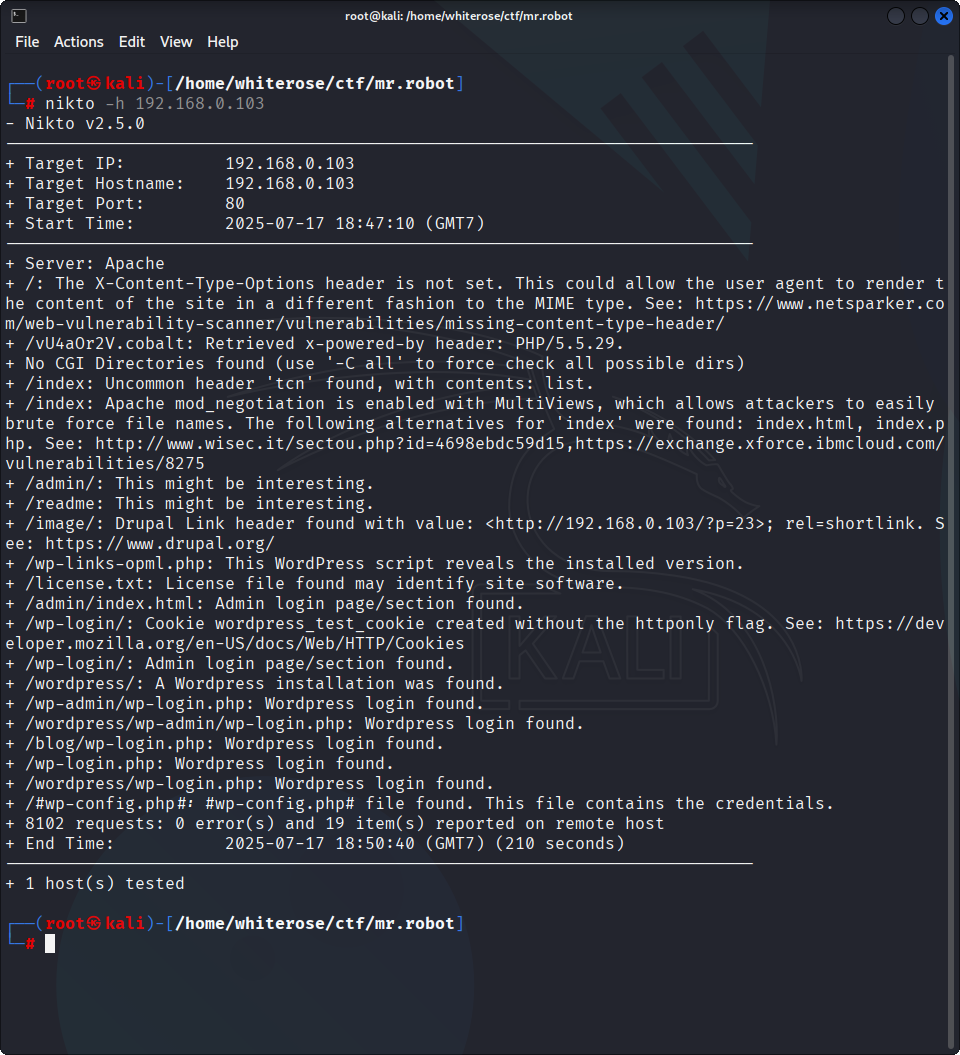 root@kali: /home/whiterose/ctf/mr.robot
File Actions Edit View Help
┌──(root㉿kali)-[/home/whiterose/ctf/mr.robot]
└─# nikto -h 192.168.0.103
- Nikto v2.5.0
---------------------------------------------------------------------------
+ Target IP:          192.168.0.103
+ Target Hostname:    192.168.0.103
+ Target Port:        80
+ Start Time:         2025-07-17 18:47:10 (GMT7)
---------------------------------------------------------------------------
+ Server: Apache
+ /: The X-Content-Type-Options header is not set. This could allow the user agent to render t
he content of the site in a different fashion to the MIME type. See: https://www.netsparker.co
m/web-vulnerability-scanner/vulnerabilities/missing-content-type-header/
+ /vU4aOr2V.cobalt: Retrieved x-powered-by header: PHP/5.5.29.
+ No CGI Directories found (use '-C all' to force check all possible dirs)
+ /index: Uncommon header 'tcn' found, with contents: list.
+ /index: Apache mod_negotiation is enabled with MultiViews, which allows attackers to easily
brute force file names. The following alternatives for 'index' were found: index.html, index.p
hp. See: http://www.wisec.it/sectou.php?id=4698ebdc59d15,https://exchange.xforce.ibmcloud.com/
vulnerabilities/8275
+ /admin/: This might be interesting.
+ /readme: This might be interesting.
+ /image/: Drupal Link header found with value: <http://192.168.0.103/?p=23>; rel=shortlink. S
ee: https://www.drupal.org/
+ /wp-links-opml.php: This WordPress script reveals the installed version.
+ /license.txt: License file found may identify site software.
+ /admin/index.html: Admin login page/section found.
+ /wp-login/: Cookie wordpress_test_cookie created without the httponly flag. See: https://dev
eloper.mozilla.org/en-US/docs/Web/HTTP/Cookies
+ /wp-login/: Admin login page/section found.
+ /wordpress/: A Wordpress installation was found.
+ /wp-admin/wp-login.php: Wordpress login found.
+ /wordpress/wp-admin/wp-login.php: Wordpress login found.
+ /blog/wp-login.php: Wordpress login found.
+ /wp-login.php: Wordpress login found.
+ /wordpress/wp-login.php: Wordpress login found.
+ /#wp-config.php#: #wp-config.php# file found. This file contains the credentials.
+ 8102 requests: 0 error(s) and 19 item(s) reported on remote host
+ End Time:           2025-07-17 18:50:40 (GMT7) (210 seconds)
---------------------------------------------------------------------------
+ 1 host(s) tested
┌──(root㉿kali)-[/home/whiterose/ctf/mr.robot]
└─#
KALI